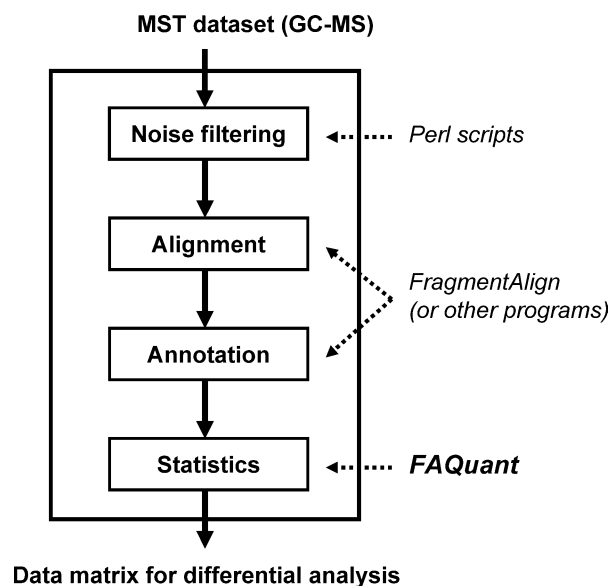 MST dataset (GC-MS)
Noise filtering
Perl scripts
Alignment
FragmentAlign
(or other programs)
Annotation
Statistics
FAQuant
Data matrix for differential analysis